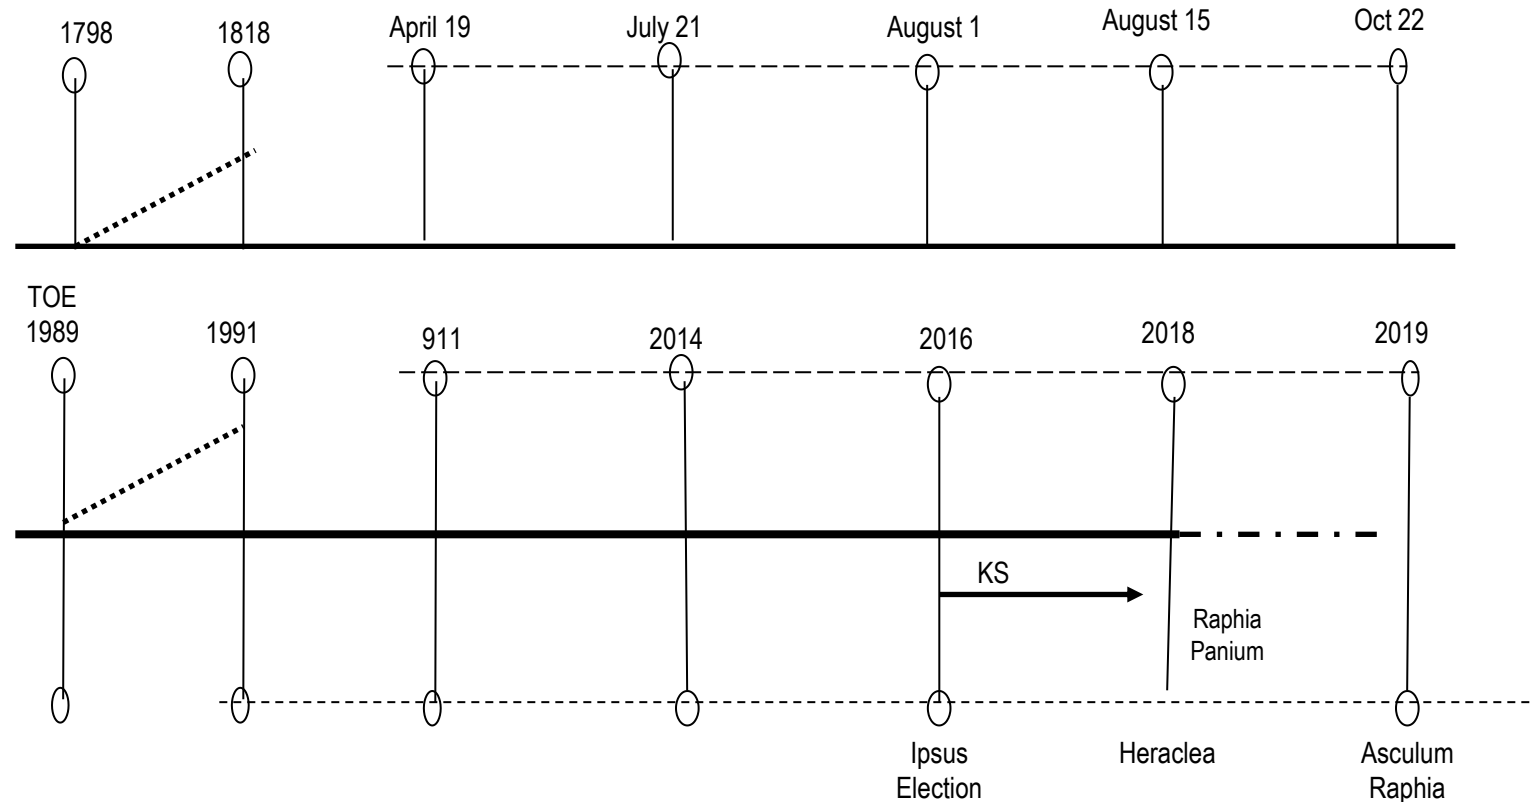 1798
1818
April 19
July 21
August 1
August 15
Oct 22
TOE
1989
1991
911
2014
2016
2018
2019
KS
Raphia
Panium
Ipsus
Election
Heraclea
Asculum
Raphia